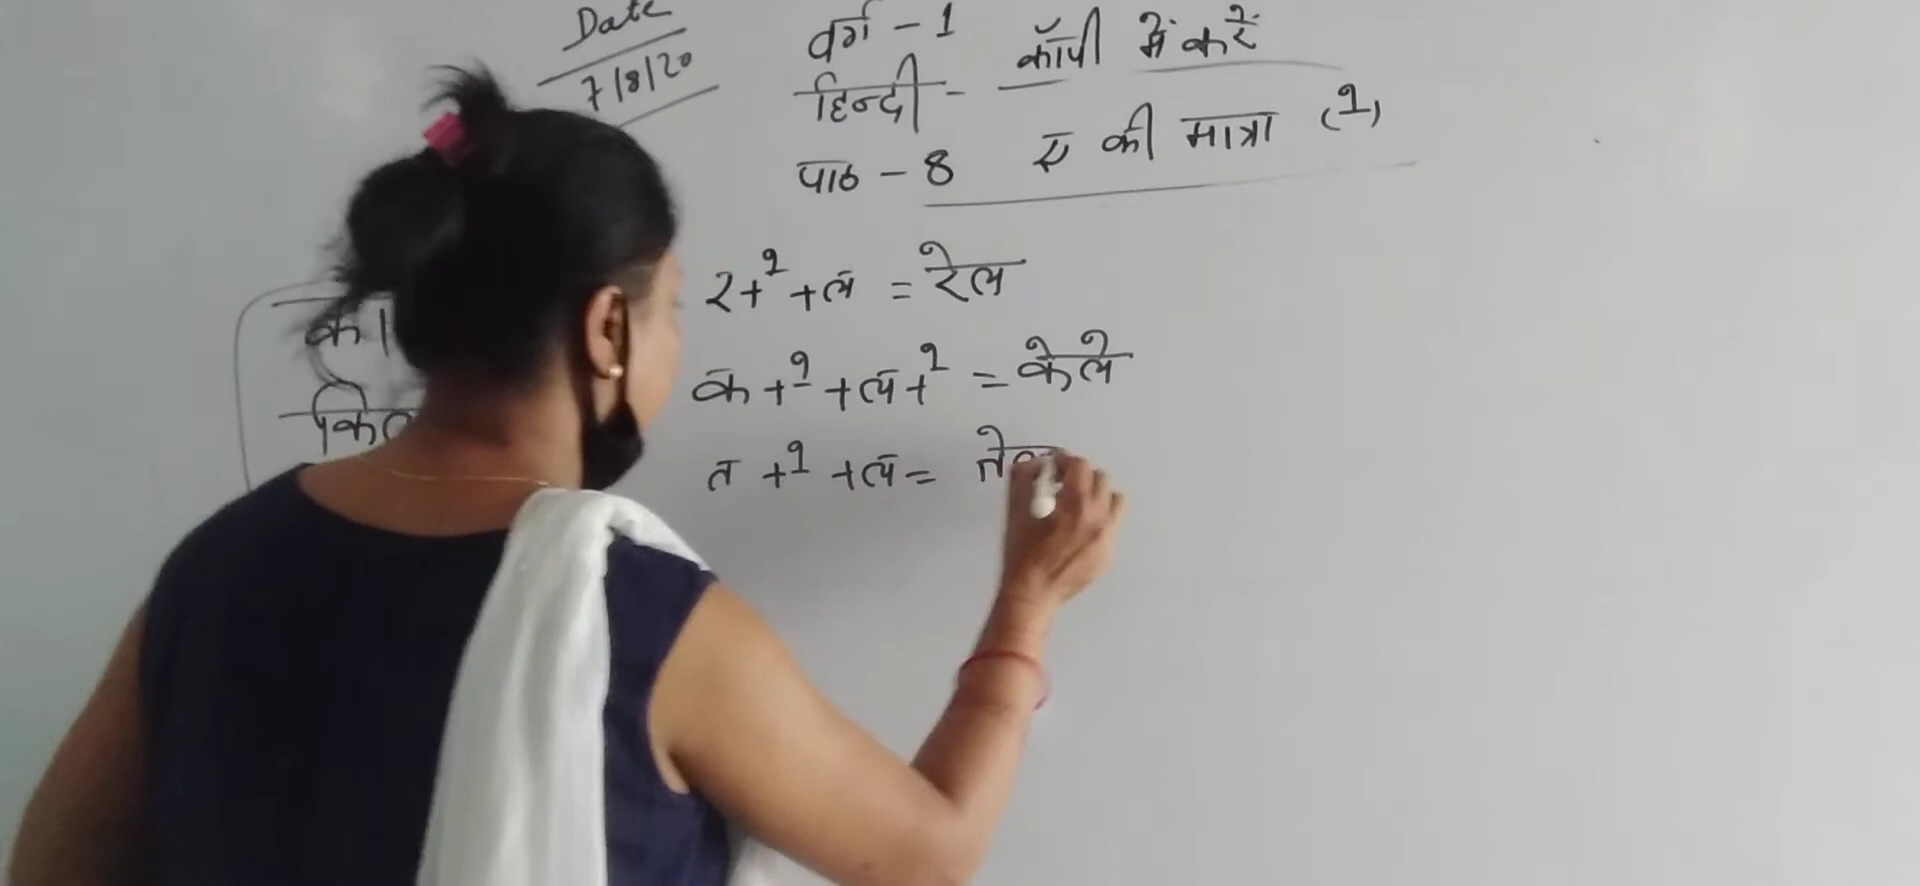 Date
7/8/20
वर्ग - 1 कॉपी में करें
हिन्दी -
पाठ - 8 ए की मात्रा (े)
र + े + ल = रेल
क + े + ल + े = केले
त + े + ल = तेल